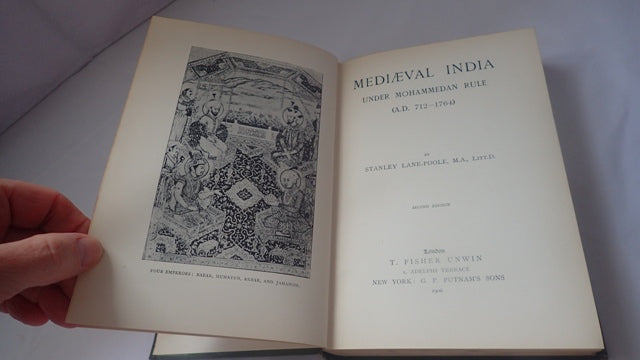 FOUR EMPERORS: BABAR, HUMAYUN, AKBAR, AND JAHANGIR.
MEDIÆVAL INDIA
UNDER MOHAMMEDAN RULE
(A.D. 712—1764)
BY
STANLEY LANE-POOLE, M.A., LITT.D.
SECOND EDITION
London
T. FISHER UNWIN
1, ADELPHI TERRACE
NEW YORK: G. P. PUTNAM'S SONS